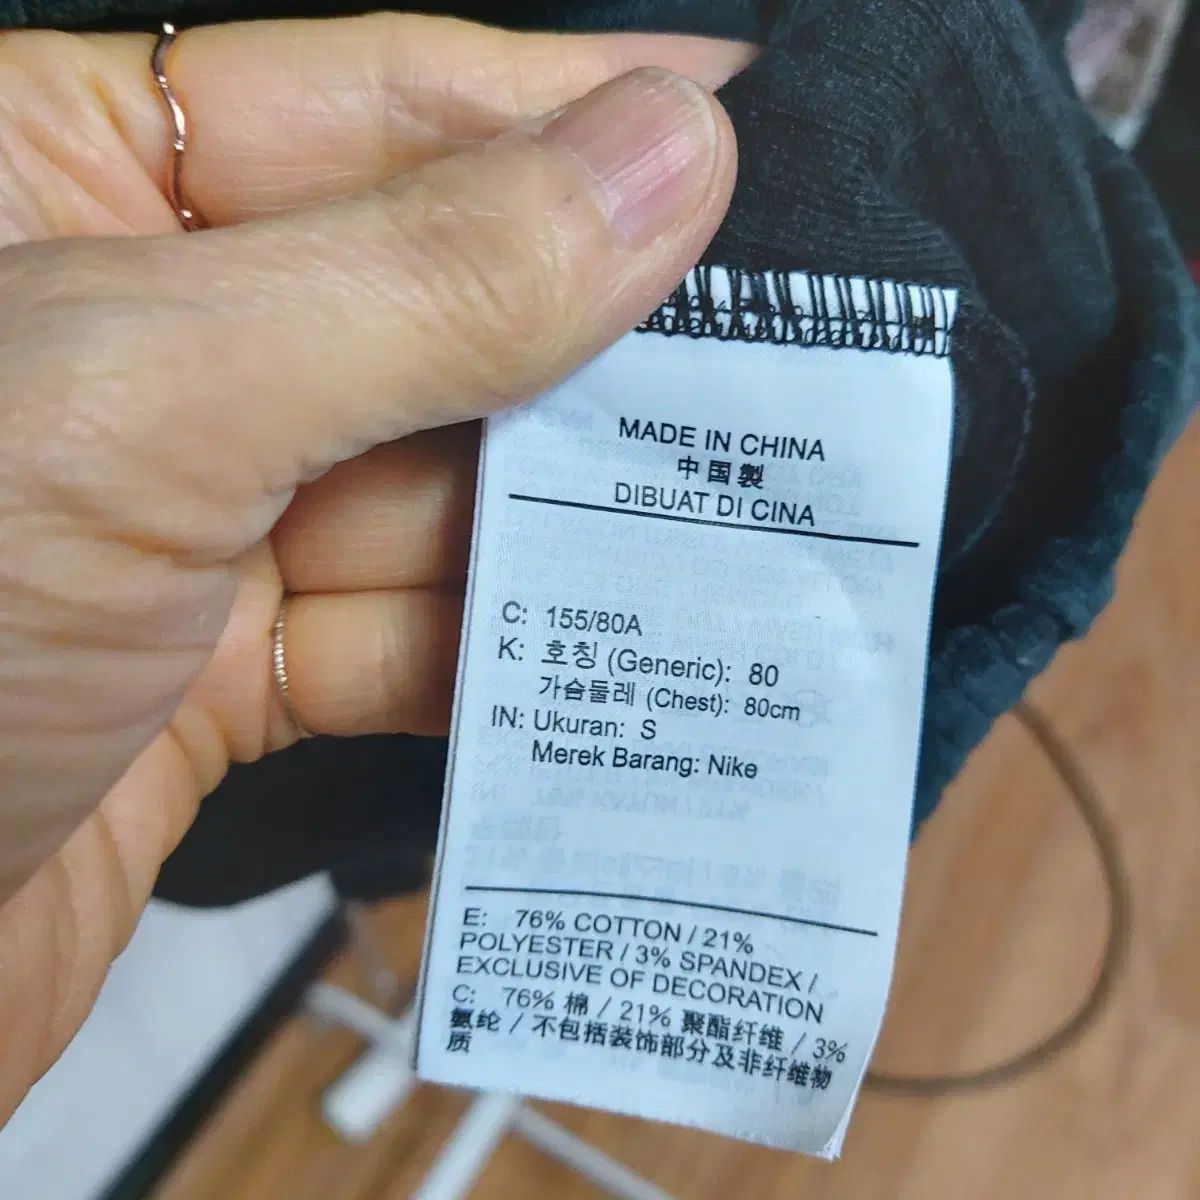 MADE IN CHINA
中国製
DIBUAT DI CINA
C: 155/80A
K: 호칭 (Generic): 80
가슴둘레 (Chest): 80cm
IN: Ukuran: S
Merek Barang: Nike
E: 76% COTTON / 21%
POLYESTER / 3% SPANDEX /
EXCLUSIVE OF DECORATION
C: 76% 棉 / 21% 聚酯纤维 / 3%
氨纶 / 不包括装饰部分及非纤维物
质